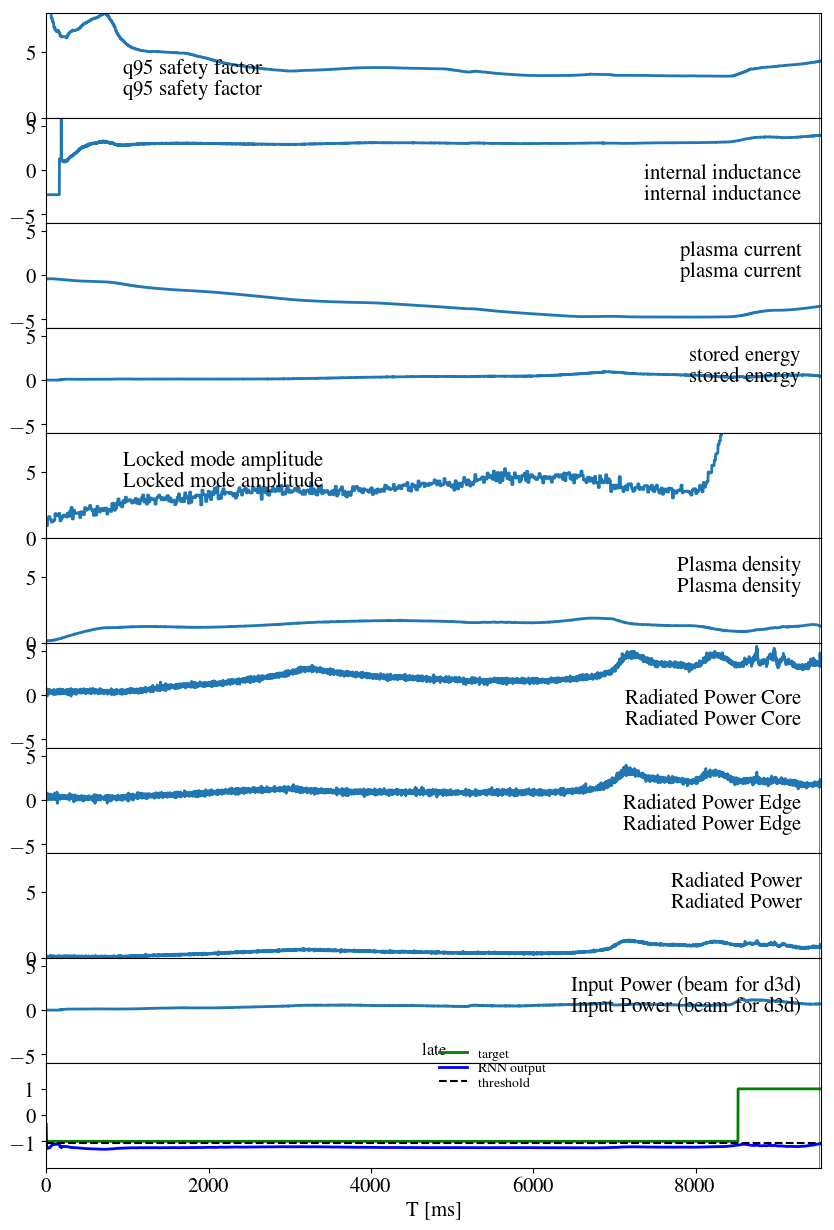 5
q95 safety factor
q95 safety factor
0
5
0
internal inductance
internal inductance
−5
5
plasma current
0
plasma current
−5
5
stored energy
0
stored energy
−5
Locked mode amplitude
5
Locked mode amplitude
0
Plasma density
5
Plasma density
0
5
0
Radiated Power Core
Radiated Power Core
−5
5
0
Radiated Power Edge
Radiated Power Edge
−5
Radiated Power
5
Radiated Power
0
5
Input Power (beam for d3d)
0
Input Power (beam for d3d)
−5
late
target
RNN output
threshold
1
0
−1
0 2000 4000 6000 8000
T [ms]